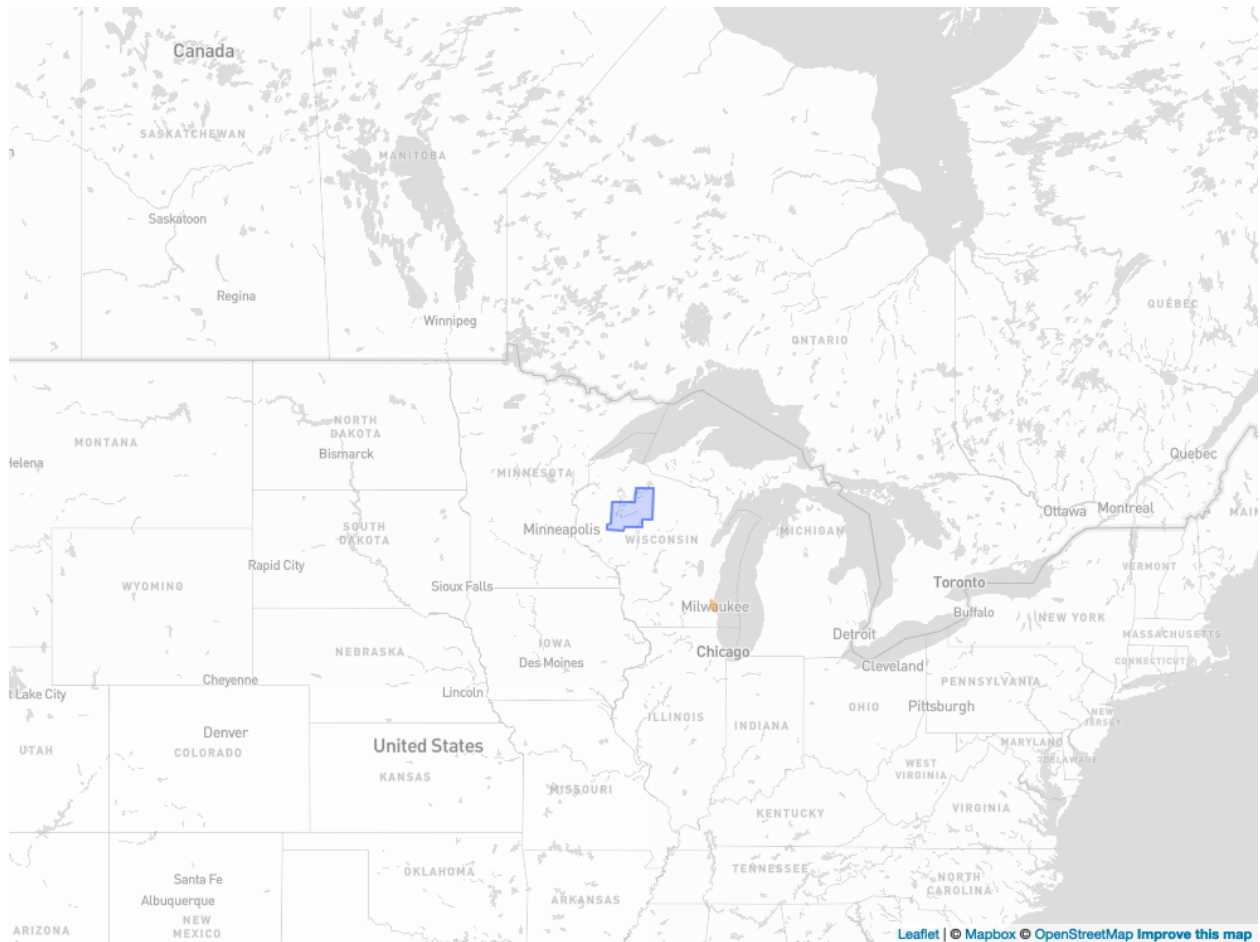 Canada
SASKATCHEWAN
MANITOBA
Saskatoon
Regina
Winnipeg
ONTARIO
QUÉBEC
NORTH
DAKOTA
MONTANA
Bismarck
Helena
MINNESOTA
Quebec
Ottawa
Montreal
MAIN
SOUTH
DAKOTA
Minneapolis
WISCONSIN
MICHIGAN
Rapid City
WYOMING
Sioux Falls
Toronto
VERMONT
Milwaukee
Buffalo
NEW YORK
Detroit
MASSACHUSETTS
NEBRASKA
IOWA
Des Moines
Chicago
Cleveland
CONNECTICUT
Cheyenne
t Lake City
Lincoln
PENNSYLVANIA
OHIO
Pittsburgh
ILLINOIS
INDIANA
NEW
JERSEY
Denver
UTAH
COLORADO
United States
KANSAS
MARYLAND
DELAWARE
WEST
VIRGINIA
MISSOURI
KENTUCKY
VIRGINIA
OKLAHOMA
TENNESSEE
Santa Fe
Albuquerque
ARKANSAS
NORTH
CAROLINA
NEW
MEXICO
ARIZONA
Leaflet | © Mapbox © OpenStreetMap Improve this map